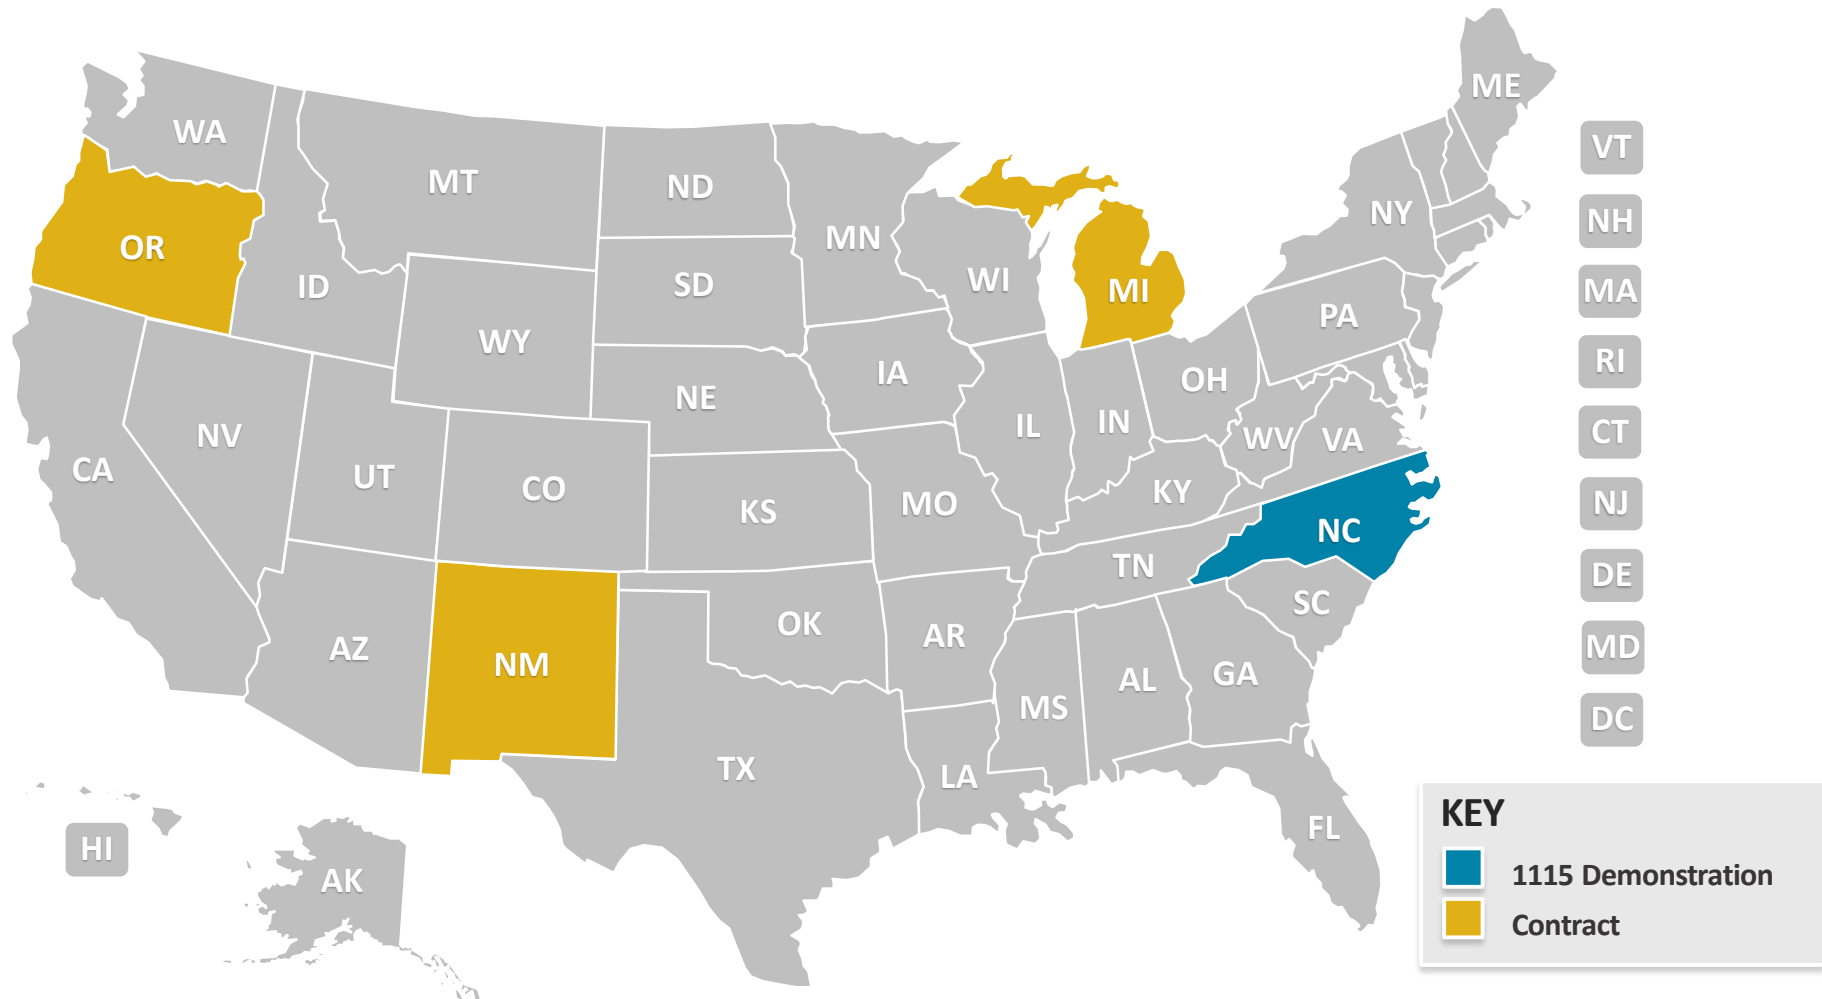 ME
WA
VT
MT
ND
NH
NY
MN
OR
WI
SD
ID
MI
MA
PA
WY
RI
IA
OH
NE
IL
IN
CT
NV
WV
VA
CA
UT
CO
KY
MO
KS
NJ
NC
TN
DE
SC
OK
AR
AZ
MD
NM
GA
AL
MS
DC
TX
LA
KEY
FL
HI
1115 Demonstration
AK
Contract